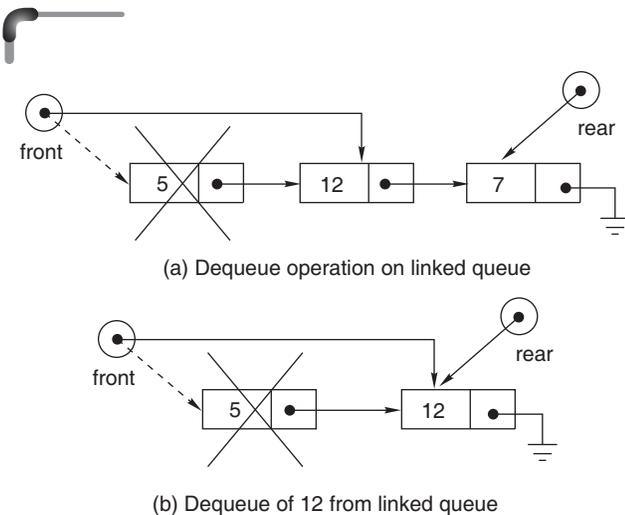 rear
front
5
12
7
(a) Dequeue operation on linked queue
rear
front
5
12
(b) Dequeue of 12 from linked queue